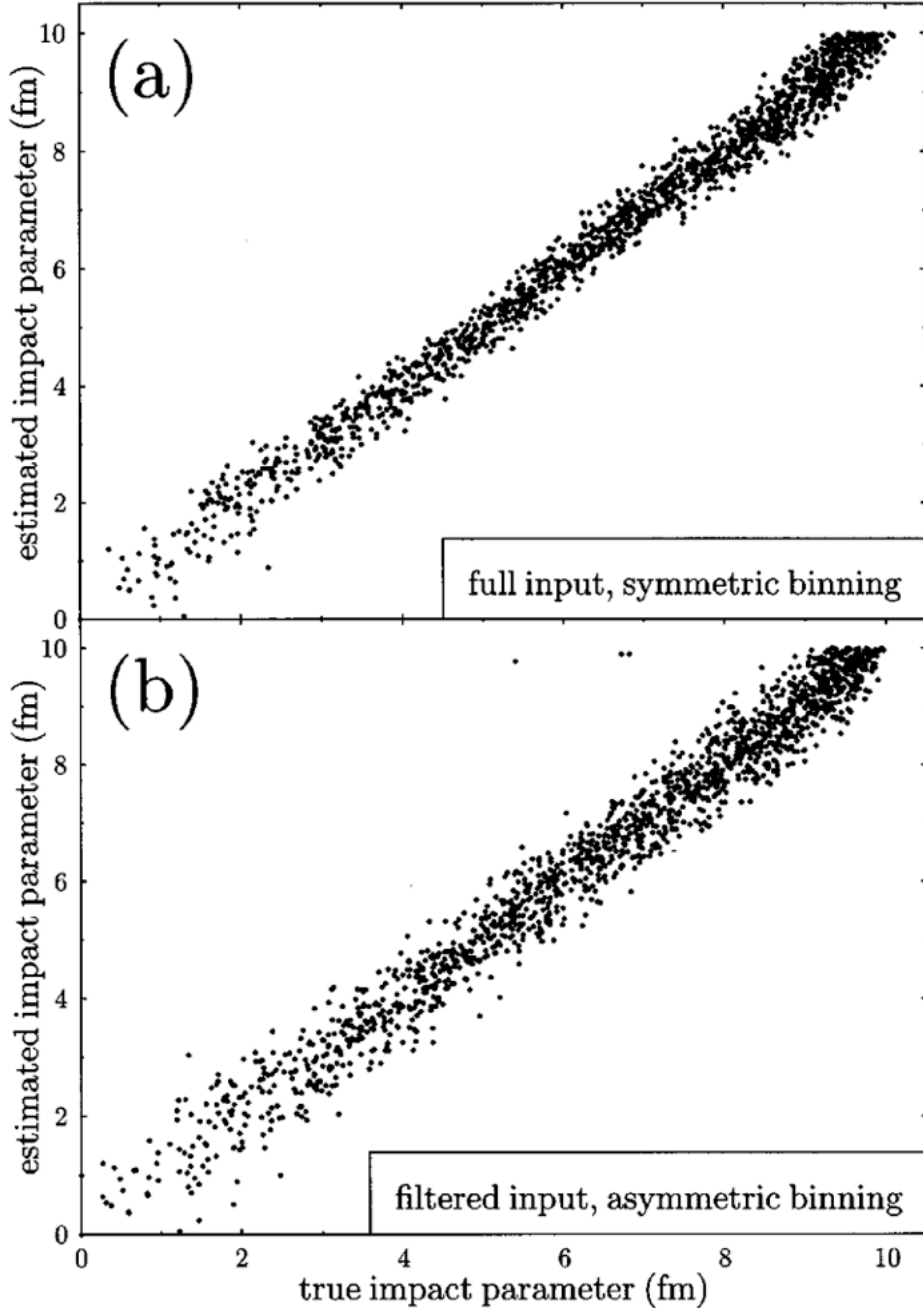 10
(a)
8
6
4
2
0
estimated impact parameter (fm)
full input, symmetric binning
10
(b)
8
6
4
2
0
estimated impact parameter (fm)
filtered input, asymmetric binning
0 2 4 6 8 10
true impact parameter (fm)